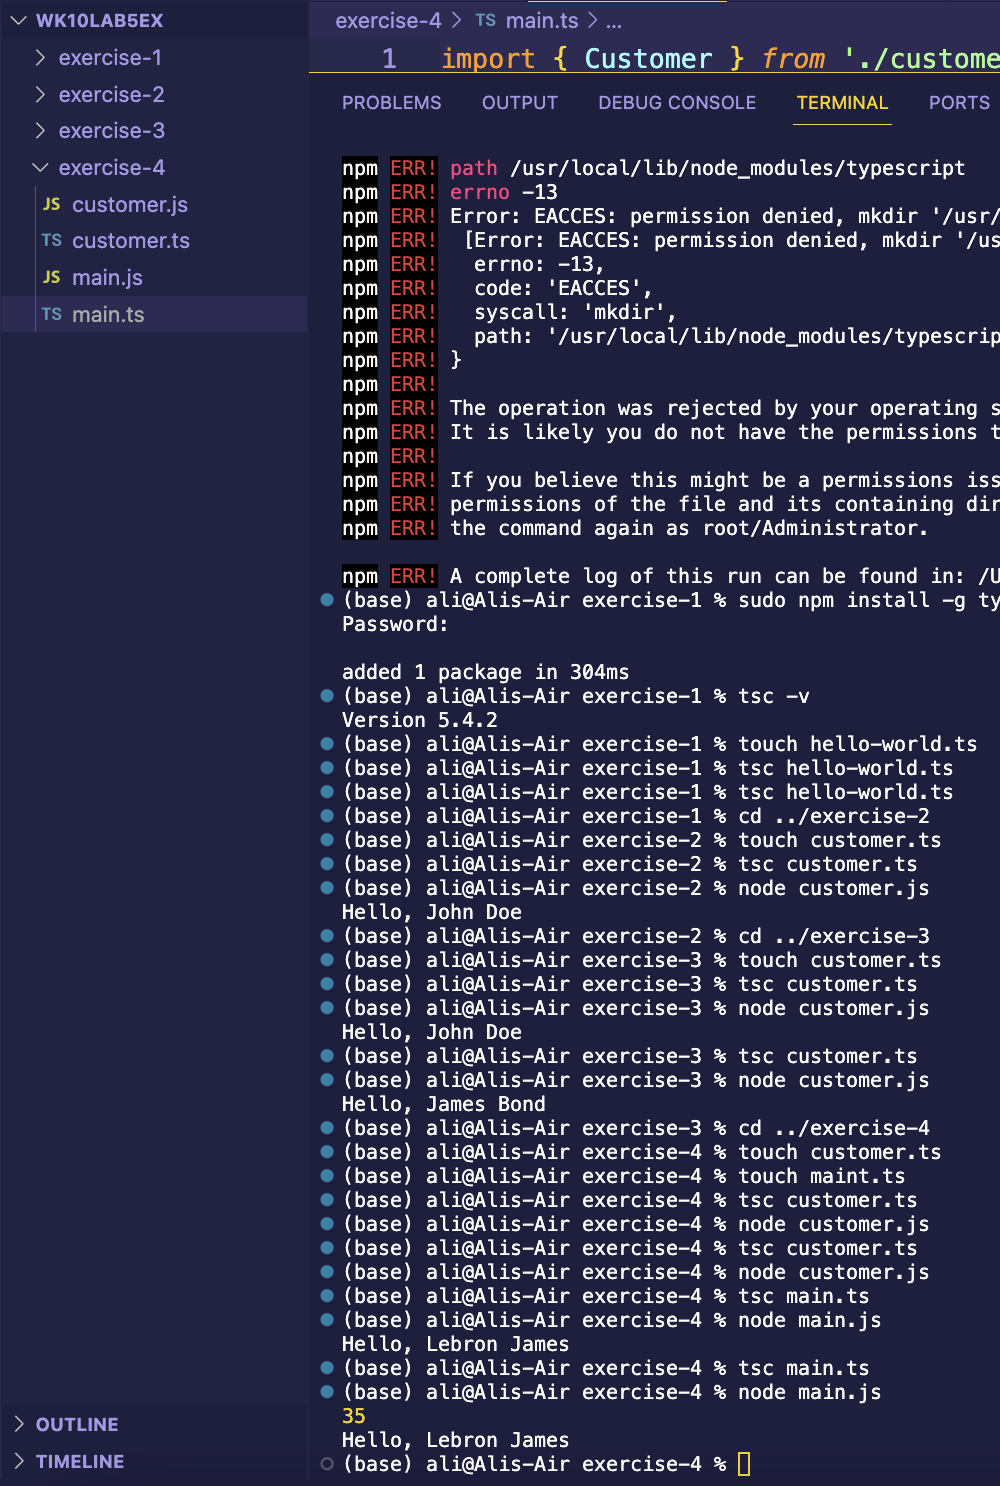 WK10LAB5EX
exercise-1
exercise-2
exercise-3
exercise-4
JS customer.js
TS customer.ts
JS main.js
TS main.ts
OUTLINE
TIMELINE
exercise-4 > TS main.ts > ...
1 import { Customer } from './custome
PROBLEMS OUTPUT DEBUG CONSOLE TERMINAL PORTS
npm ERR! path /usr/local/lib/node_modules/typescript
npm ERR! errno -13
npm ERR! Error: EACCES: permission denied, mkdir '/usr/
npm ERR!  [Error: EACCES: permission denied, mkdir '/us
npm ERR!   errno: -13,
npm ERR!   code: 'EACCES',
npm ERR!   syscall: 'mkdir',
npm ERR!   path: '/usr/local/lib/node_modules/typescrip
npm ERR! }
npm ERR!
npm ERR! The operation was rejected by your operating s
npm ERR! It is likely you do not have the permissions t
npm ERR!
npm ERR! If you believe this might be a permissions iss
npm ERR! permissions of the file and its containing dir
npm ERR! the command again as root/Administrator.
npm ERR! A complete log of this run can be found in: /U
(base) ali@Alis-Air exercise-1 % sudo npm install -g ty
Password:
added 1 package in 304ms
(base) ali@Alis-Air exercise-1 % tsc -v
Version 5.4.2
(base) ali@Alis-Air exercise-1 % touch hello-world.ts
(base) ali@Alis-Air exercise-1 % tsc hello-world.ts
(base) ali@Alis-Air exercise-1 % tsc hello-world.ts
(base) ali@Alis-Air exercise-1 % cd ../exercise-2
(base) ali@Alis-Air exercise-2 % touch customer.ts
(base) ali@Alis-Air exercise-2 % tsc customer.ts
(base) ali@Alis-Air exercise-2 % node customer.js
Hello, John Doe
(base) ali@Alis-Air exercise-2 % cd ../exercise-3
(base) ali@Alis-Air exercise-3 % touch customer.ts
(base) ali@Alis-Air exercise-3 % tsc customer.ts
(base) ali@Alis-Air exercise-3 % node customer.js
Hello, John Doe
(base) ali@Alis-Air exercise-3 % tsc customer.ts
(base) ali@Alis-Air exercise-3 % node customer.js
Hello, James Bond
(base) ali@Alis-Air exercise-3 % cd ../exercise-4
(base) ali@Alis-Air exercise-4 % touch customer.ts
(base) ali@Alis-Air exercise-4 % touch maint.ts
(base) ali@Alis-Air exercise-4 % tsc customer.ts
(base) ali@Alis-Air exercise-4 % node customer.js
(base) ali@Alis-Air exercise-4 % tsc customer.ts
(base) ali@Alis-Air exercise-4 % node customer.js
(base) ali@Alis-Air exercise-4 % tsc main.ts
(base) ali@Alis-Air exercise-4 % node main.js
Hello, Lebron James
(base) ali@Alis-Air exercise-4 % tsc main.ts
(base) ali@Alis-Air exercise-4 % node main.js
35
Hello, Lebron James
(base) ali@Alis-Air exercise-4 %